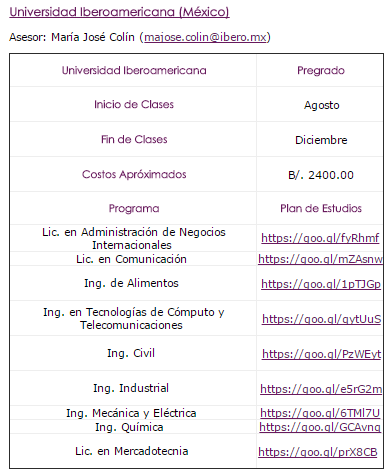 Universidad Iberoamericana (México)
Asesor: María José Colín (majose.colin@ibero.mx)
Universidad Iberoamericana Pregrado
Inicio de Clases Agosto
Fin de Clases Diciembre
Costos Apróximados B/. 2400.00
Programa Plan de Estudios
Lic. en Administración de Negocios
Internacionales https://goo.gl/fyRhmf
Lic. en Comunicación https://goo.gl/mZAsnw
Ing. de Alimentos https://goo.gl/1pTJGp
Ing. en Tecnologías de Cómputo y
Telecomunicaciones https://goo.gl/qytUuS
Ing. Civil https://goo.gl/PzWEyt
Ing. Industrial https://goo.gl/e5rG2m
Ing. Mecánica y Eléctrica https://goo.gl/6TMl7U
Ing. Química https://goo.gl/GCAvnq
Lic. en Mercadotecnia https://goo.gl/prX8CB